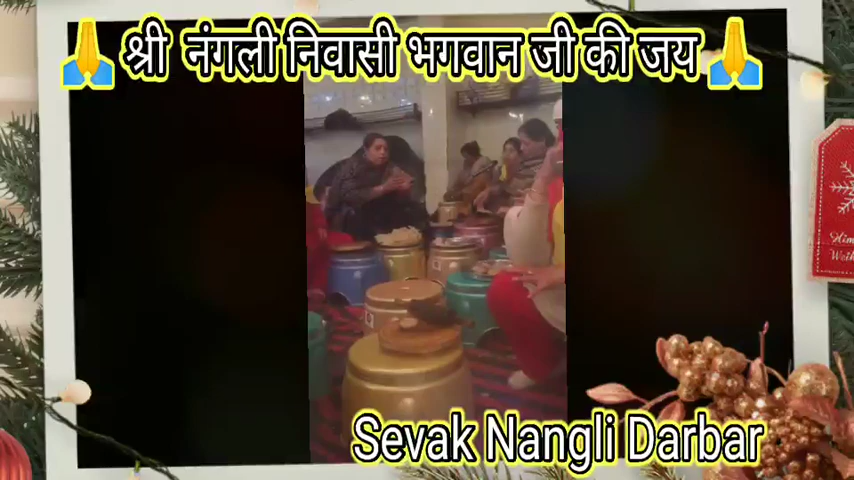 🙏श्री नंगली निवासी भगवान जी की जय🙏
Sevak Nangli Darbar